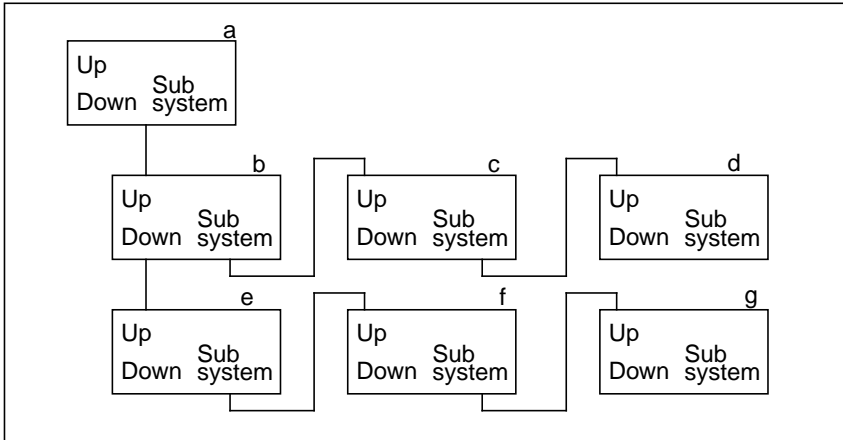 a
Up
Sub
Down system
b
c
d
Up
Sub
Down system
Up
Sub
Down system
Up
Sub
Down system
e
f
g
Up
Sub
Down system
Up
Sub
Down system
Up
Sub
Down system